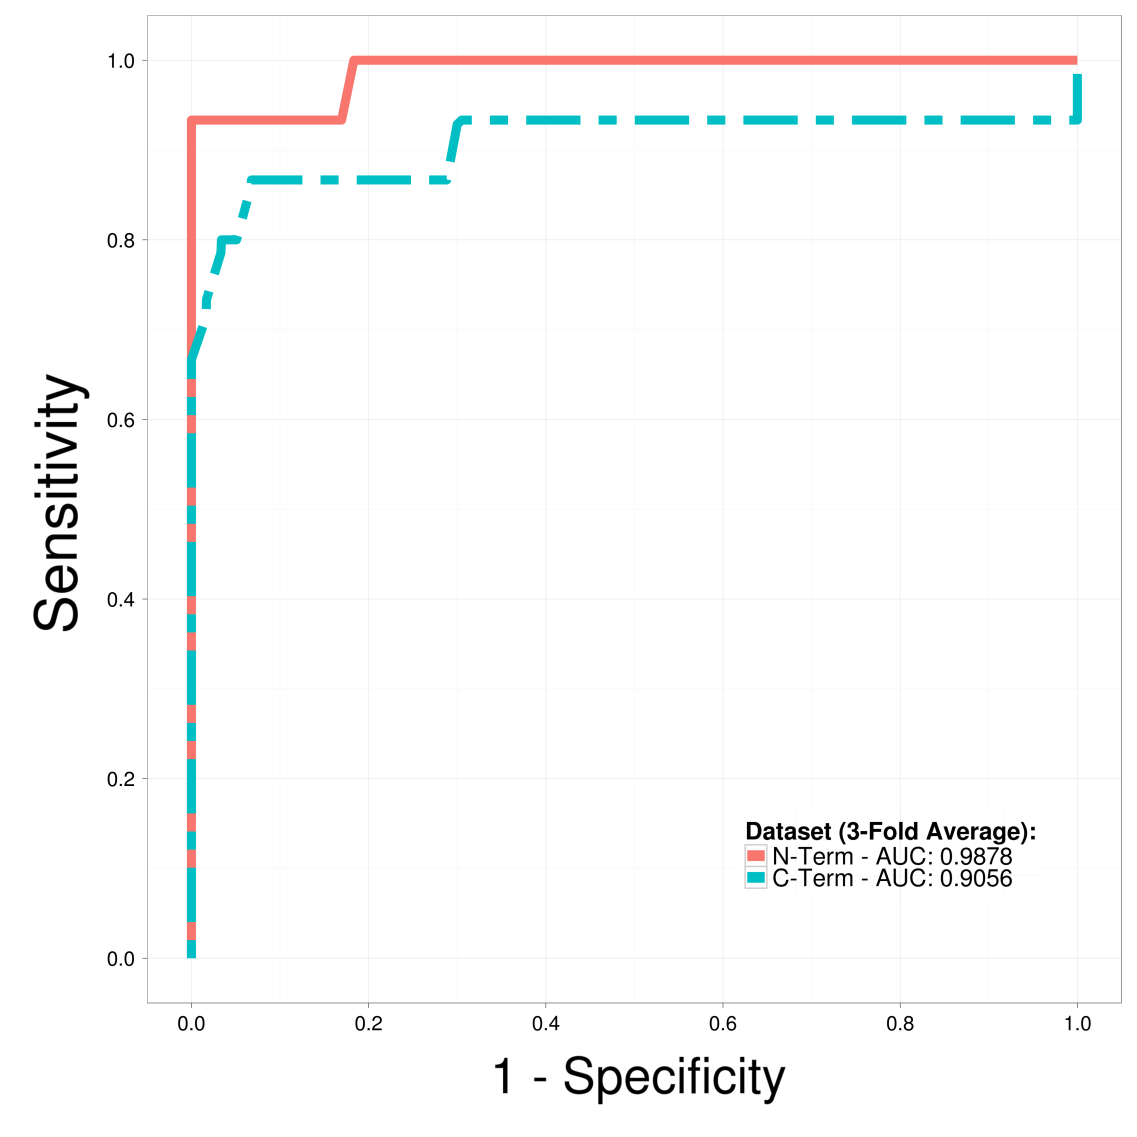 1.0
0.8
0.6
0.4
0.2
0.0
Sensitivity
Dataset (3-Fold Average):
N-Term - AUC: 0.9878
C-Term - AUC: 0.9056
0.0 0.2 0.4 0.6 0.8 1.0
1 - Specificity